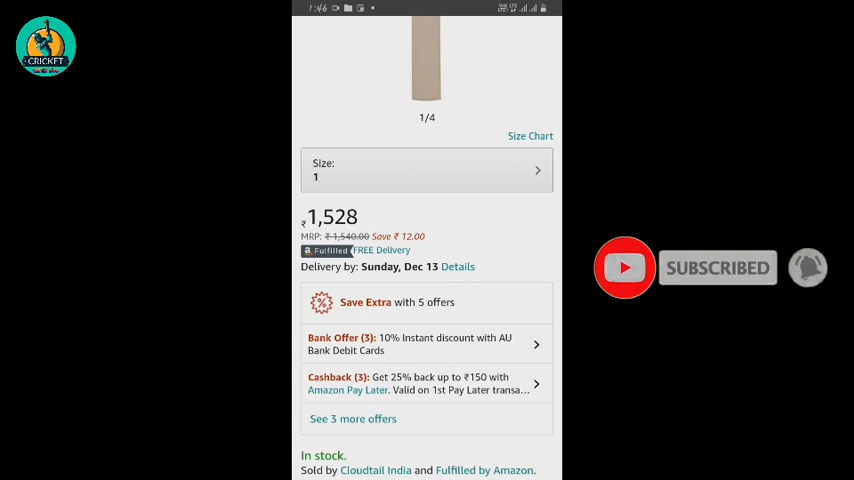 1:46
CRICKET
1/4
Size Chart
Size:
1
₹1,528
MRP: ₹ 1,540.00 Save ₹ 12.00
a Fulfilled FREE Delivery
Delivery by: Sunday, Dec 13 Details
Save Extra with 5 offers
Bank Offer (3): 10% Instant discount with AU
Bank Debit Cards
Cashback (3): Get 25% back up to ₹150 with
Amazon Pay Later. Valid on 1st Pay Later transa...
See 3 more offers
In stock.
Sold by Cloudtail India and Fulfilled by Amazon.
SUBSCRIBED